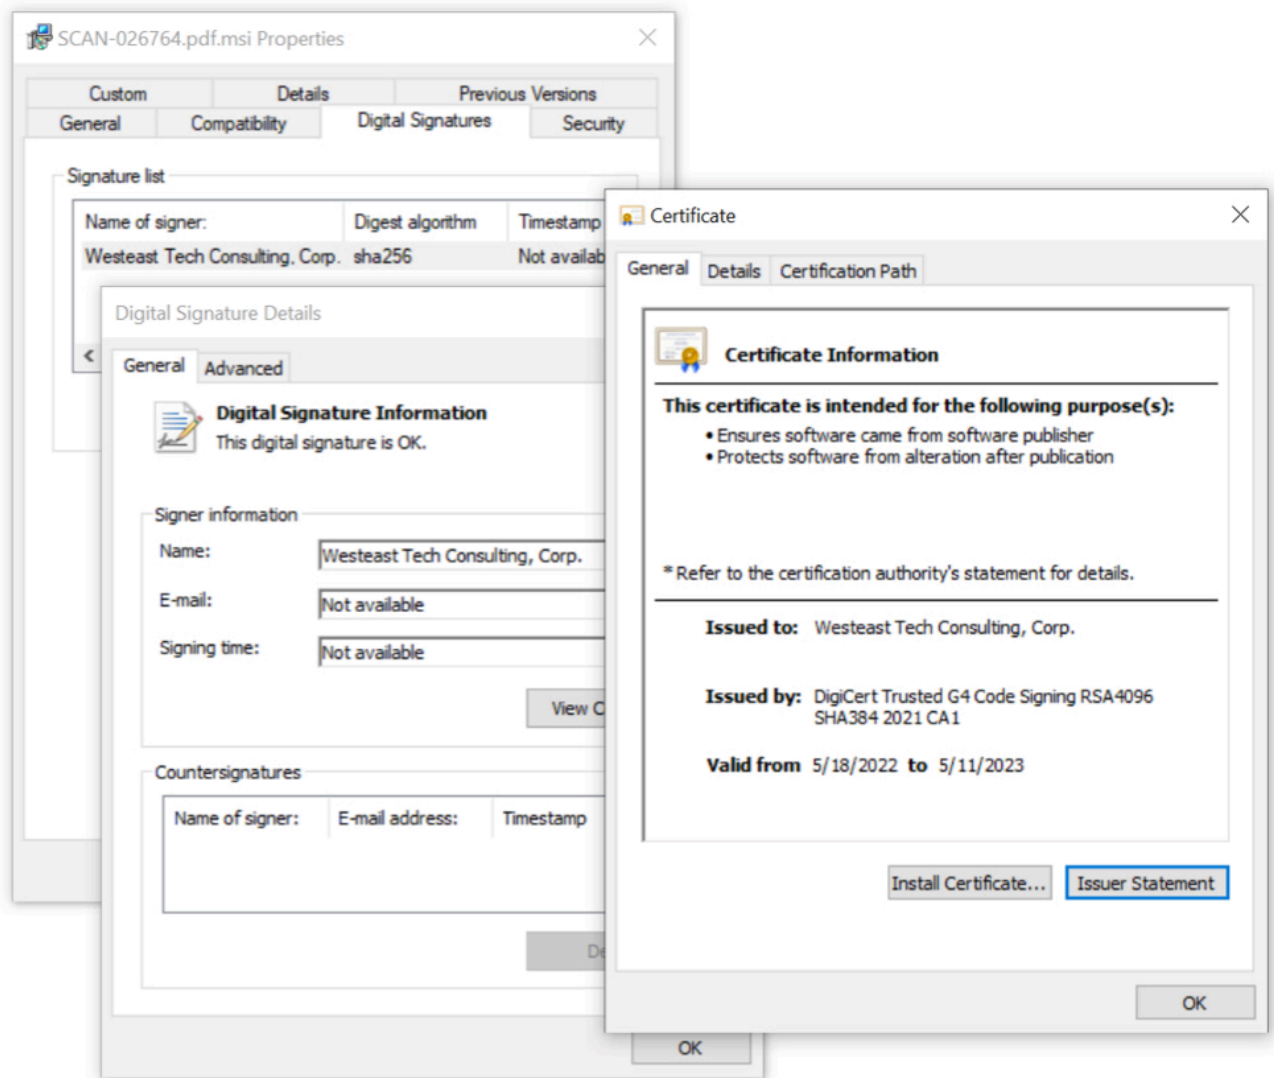 SCAN-026764.pdf.msi Properties
Custom Details Previous Versions
General Compatibility Digital Signatures Security
Signature list
Name of signer: Digest algorithm Timestamp
Westeast Tech Consulting, Corp. sha256 Not availab
Digital Signature Details
General Advanced
Digital Signature Information
This digital signature is OK.
Signer information
Name: Westeast Tech Consulting, Corp.
E-mail: Not available
Signing time: Not available
View C
Countersignatures
Name of signer: E-mail address: Timestamp
De
OK
Certificate
General Details Certification Path
Certificate Information
This certificate is intended for the following purpose(s):
• Ensures software came from software publisher
• Protects software from alteration after publication
* Refer to the certification authority's statement for details.
Issued to: Westeast Tech Consulting, Corp.
Issued by: DigiCert Trusted G4 Code Signing RSA4096
SHA384 2021 CA1
Valid from 5/18/2022 to 5/11/2023
Install Certificate... Issuer Statement
OK